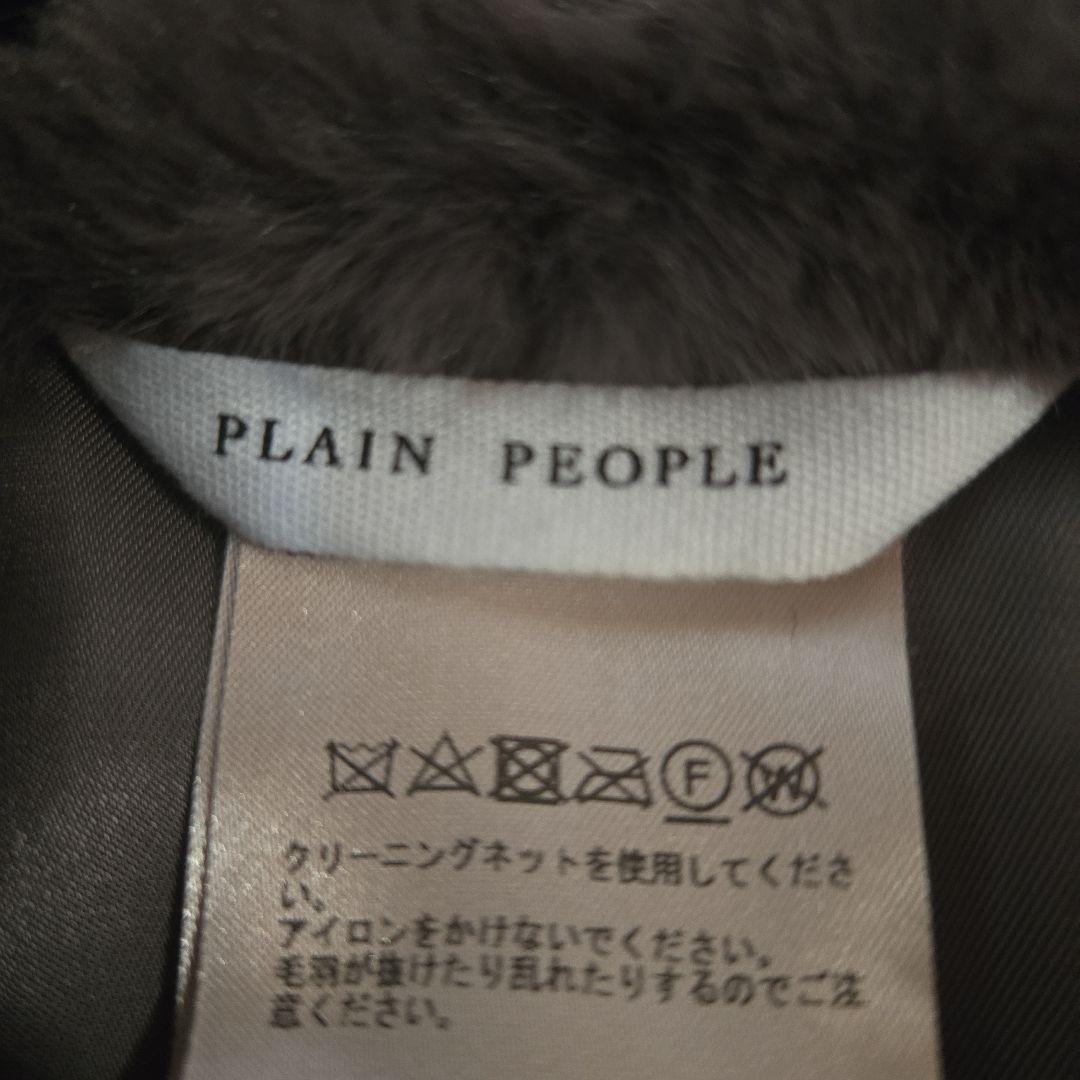 PLAIN PEOPLE
F W
クリーニングネットを使用してくださ
い。
アイロンをかけないでください。
毛羽が抜けたり乱れたりするのでご注
意ください。